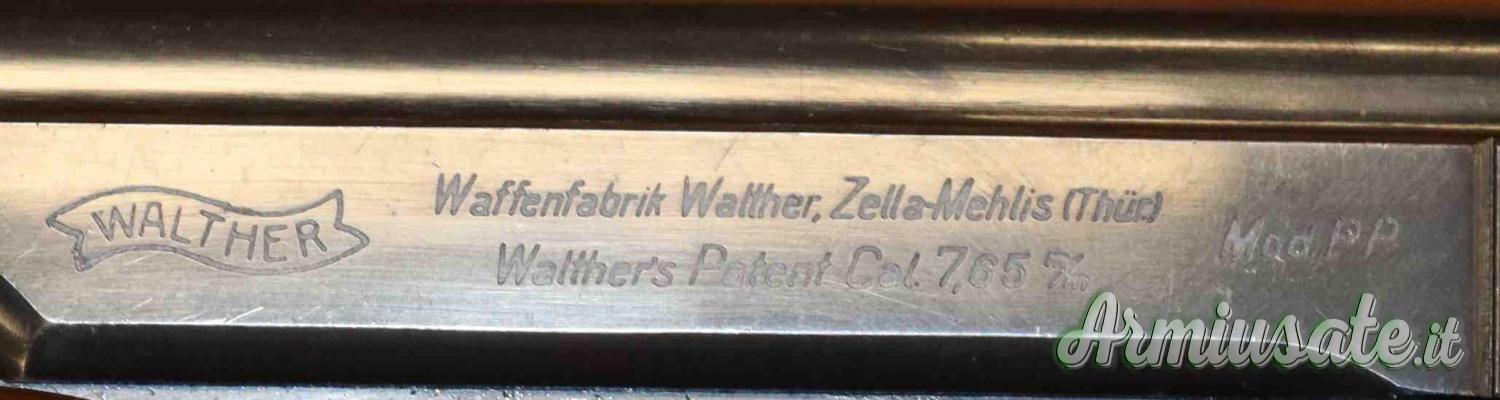 WALTHER
Waffenfabrik Walther, Zella-Mehlis (Thür.)
Walther's Patent Cal. 7,65 m/m
Mod. PP
Armiusate.it